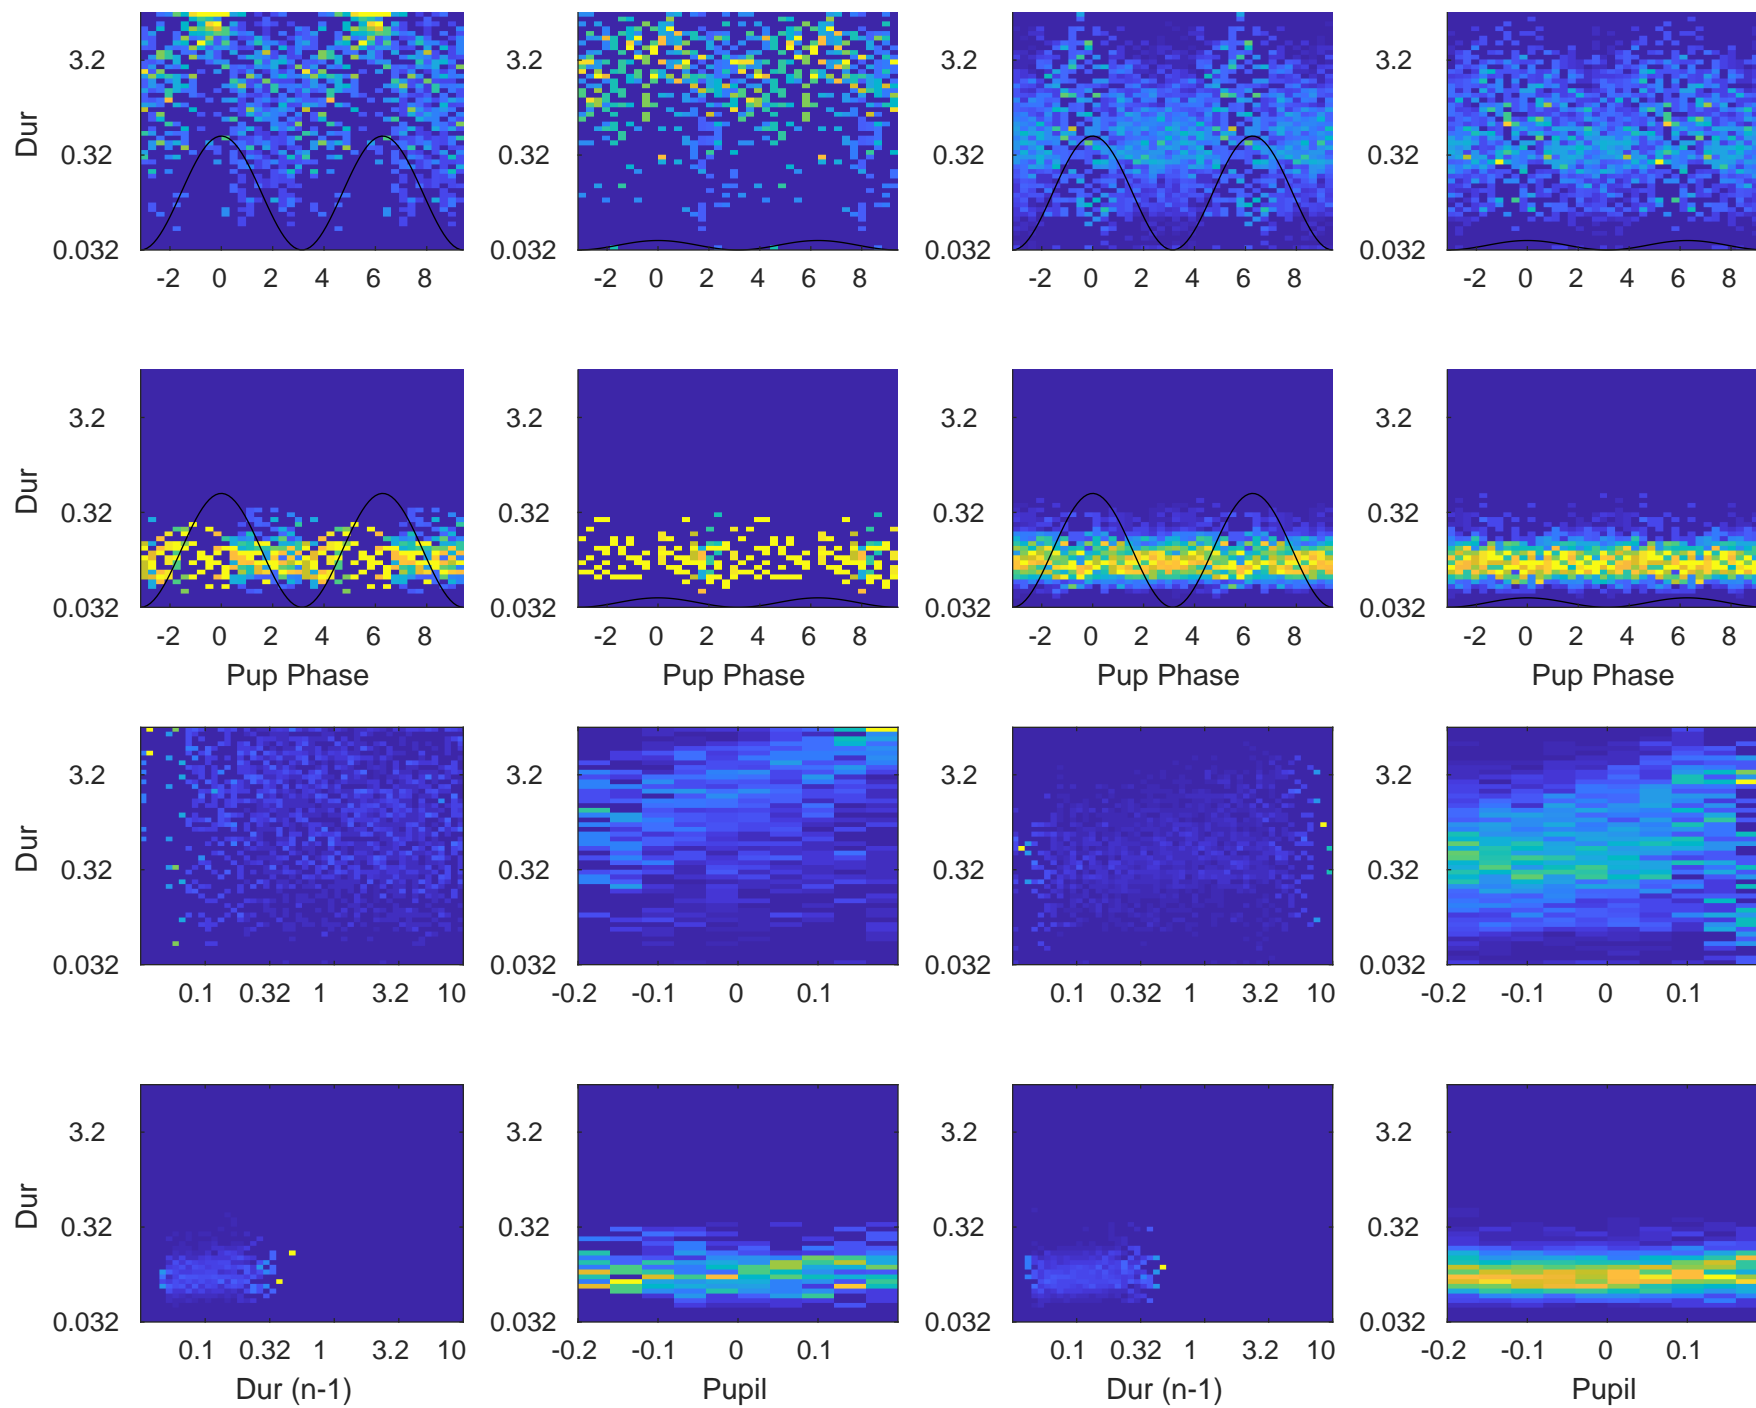 3.2 3.2 3.2 3.2
Dur
0.32 0.32 0.32 0.32
0.032 0.032 0.032 0.032
-2 0 2 4 6 8 -2 0 2 4 6 8 -2 0 2 4 6 8 -2 0 2 4 6 8
3.2 3.2 3.2 3.2
Dur
0.32 0.32 0.32 0.32
0.032 0.032 0.032 0.032
-2 0 2 4 6 8 -2 0 2 4 6 8 -2 0 2 4 6 8 -2 0 2 4 6 8
Pup Phase Pup Phase Pup Phase Pup Phase
3.2 3.2 3.2 3.2
Dur
0.32 0.32 0.32 0.32
0.032 0.032 0.032 0.032
0.1 0.32 1 3.2 10 -0.2 -0.1 0 0.1 0.1 0.32 1 3.2 10 -0.2 -0.1 0 0.1
3.2 3.2 3.2 3.2
Dur
0.32 0.32 0.32 0.32
0.032 0.032 0.032 0.032
0.1 0.32 1 3.2 10 -0.2 -0.1 0 0.1 0.1 0.32 1 3.2 10 -0.2 -0.1 0 0.1
Dur (n-1) Pupil Dur (n-1) Pupil